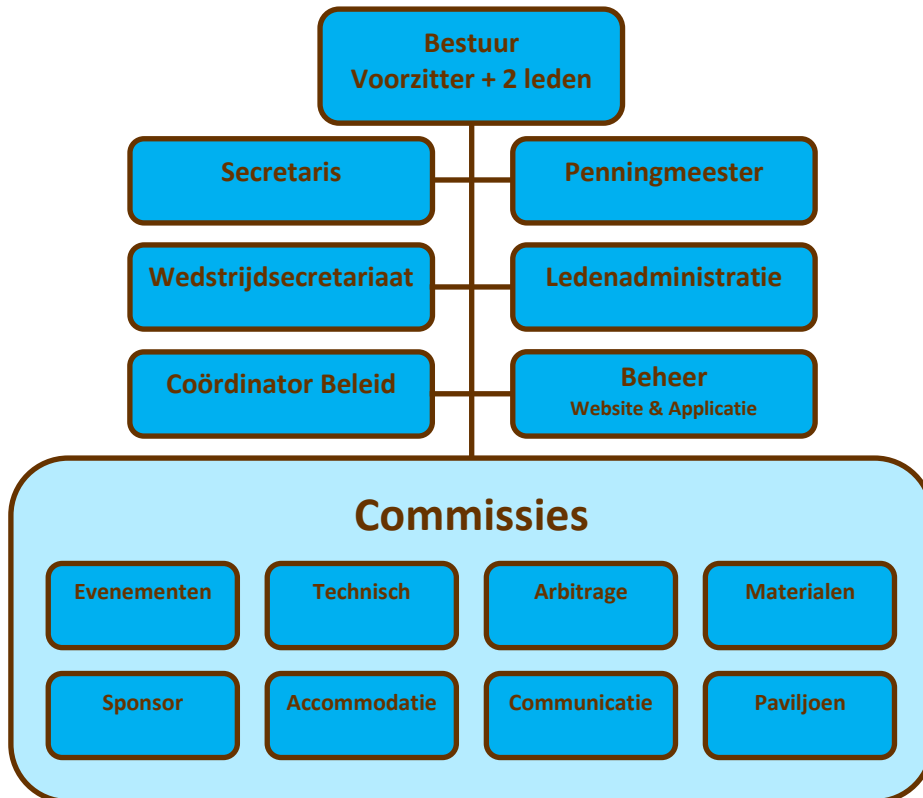 Bestuur
Voorzitter + 2 leden
Secretaris
Penningmeester
Wedstrijdsecretariaat
Ledenadministratie
Coördinator Beleid
Beheer
Website & Applicatie
Commissies
Evenementen
Technisch
Arbitrage
Materialen
Sponsor
Accommodatie
Communicatie
Paviljoen